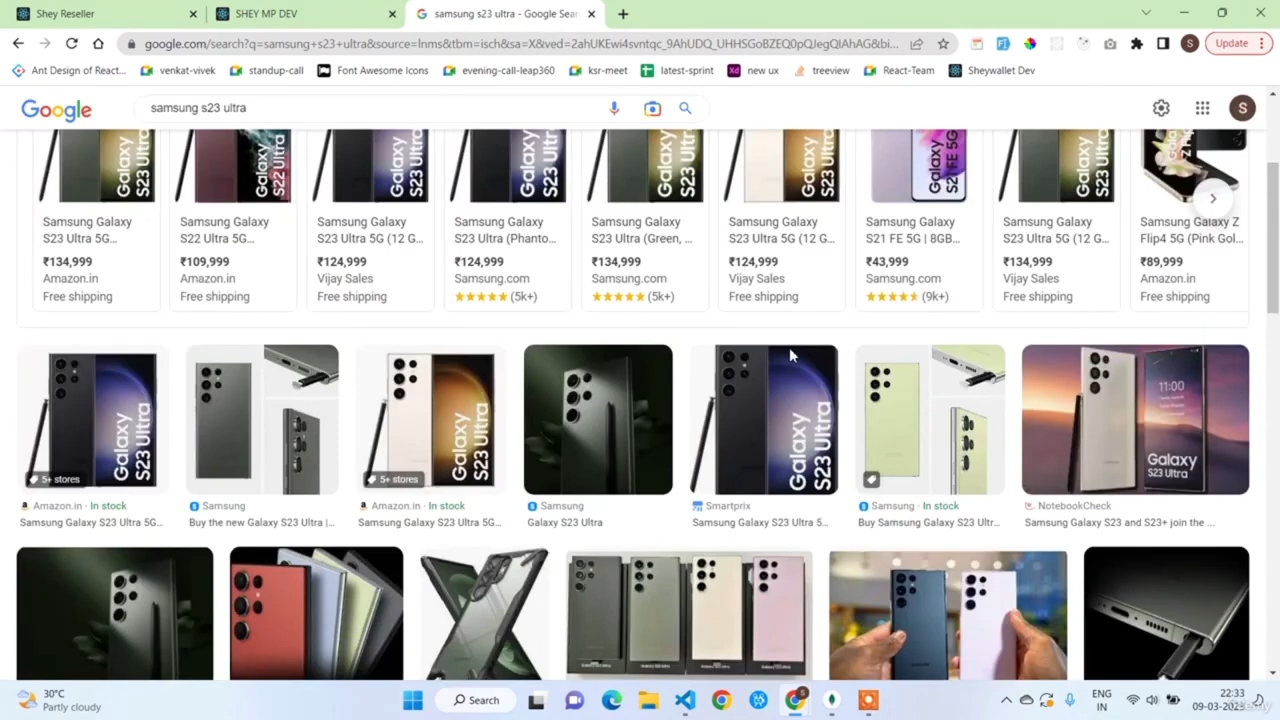 Shey Reseller
SHEY MP DEV
samsung s23 ultra - Google Sear
google.com/search?q=samsung+s23+ultra&source=lnms&tbm=isch&sa=X&ved=2ahUKEwi4svntqc_9AhUDQ_UHHSGoBZEQ0pQJegQIAhAG&bi...
S
Update
Ant Design of React...
venkat-vivek
standup-call
Font Awesome Icons
evening-call-leap360
ksr-meet
latest-sprint
Xd
new ux
treeview
React-Team
Sheywallet Dev
Google
samsung s23 ultra
S
Galaxy
S23 Ultra
Galaxy
S22 Ultra
Galaxy
S23 Ultra
Galaxy
S23 Ultra
Galaxy
S23 Ultra
Galaxy
S23 Ultra
Galaxy
S21 FE 5G
Galaxy
S23 Ultra
Samsung Galaxy
S23 Ultra 5G...
₹134,999
Amazon.in
Free shipping
Samsung Galaxy
S22 Ultra 5G...
₹109,999
Amazon.in
Free shipping
Samsung Galaxy
S23 Ultra 5G (12 G...
₹124,999
Vijay Sales
Free shipping
Samsung Galaxy
S23 Ultra (Phanto...
₹124,999
Samsung.com
(5k+)
Samsung Galaxy
S23 Ultra (Green, ...
₹134,999
Samsung.com
(5k+)
Samsung Galaxy
S23 Ultra 5G (12 G...
₹124,999
Vijay Sales
Free shipping
Samsung Galaxy
S21 FE 5G | 8GB...
₹43,999
Samsung.com
(9k+)
Samsung Galaxy
S23 Ultra 5G (12 G...
₹134,999
Vijay Sales
Free shipping
Samsung Galaxy Z
Flip4 5G (Pink Gol...
₹89,999
Amazon.in
Free shipping
Galaxy
S23 Ultra
5+ stores
Galaxy
S23 Ultra
5+ stores
Galaxy
S23 Ultra
11:00
Galaxy
S23 Ultra
Amazon.in · In stock
Samsung Galaxy S23 Ultra 5G...
Samsung
Buy the new Galaxy S23 Ultra |...
Amazon.in · In stock
Samsung Galaxy S23 Ultra 5G...
Samsung
Galaxy S23 Ultra
Smartprix
Samsung Galaxy S23 Ultra 5...
Samsung · In stock
Buy Samsung Galaxy S23 Ultr...
NotebookCheck
Samsung Galaxy S23 and S23+ join the ...
30°C
Partly cloudy
Search
ENG
IN
22:33
09-03-2023